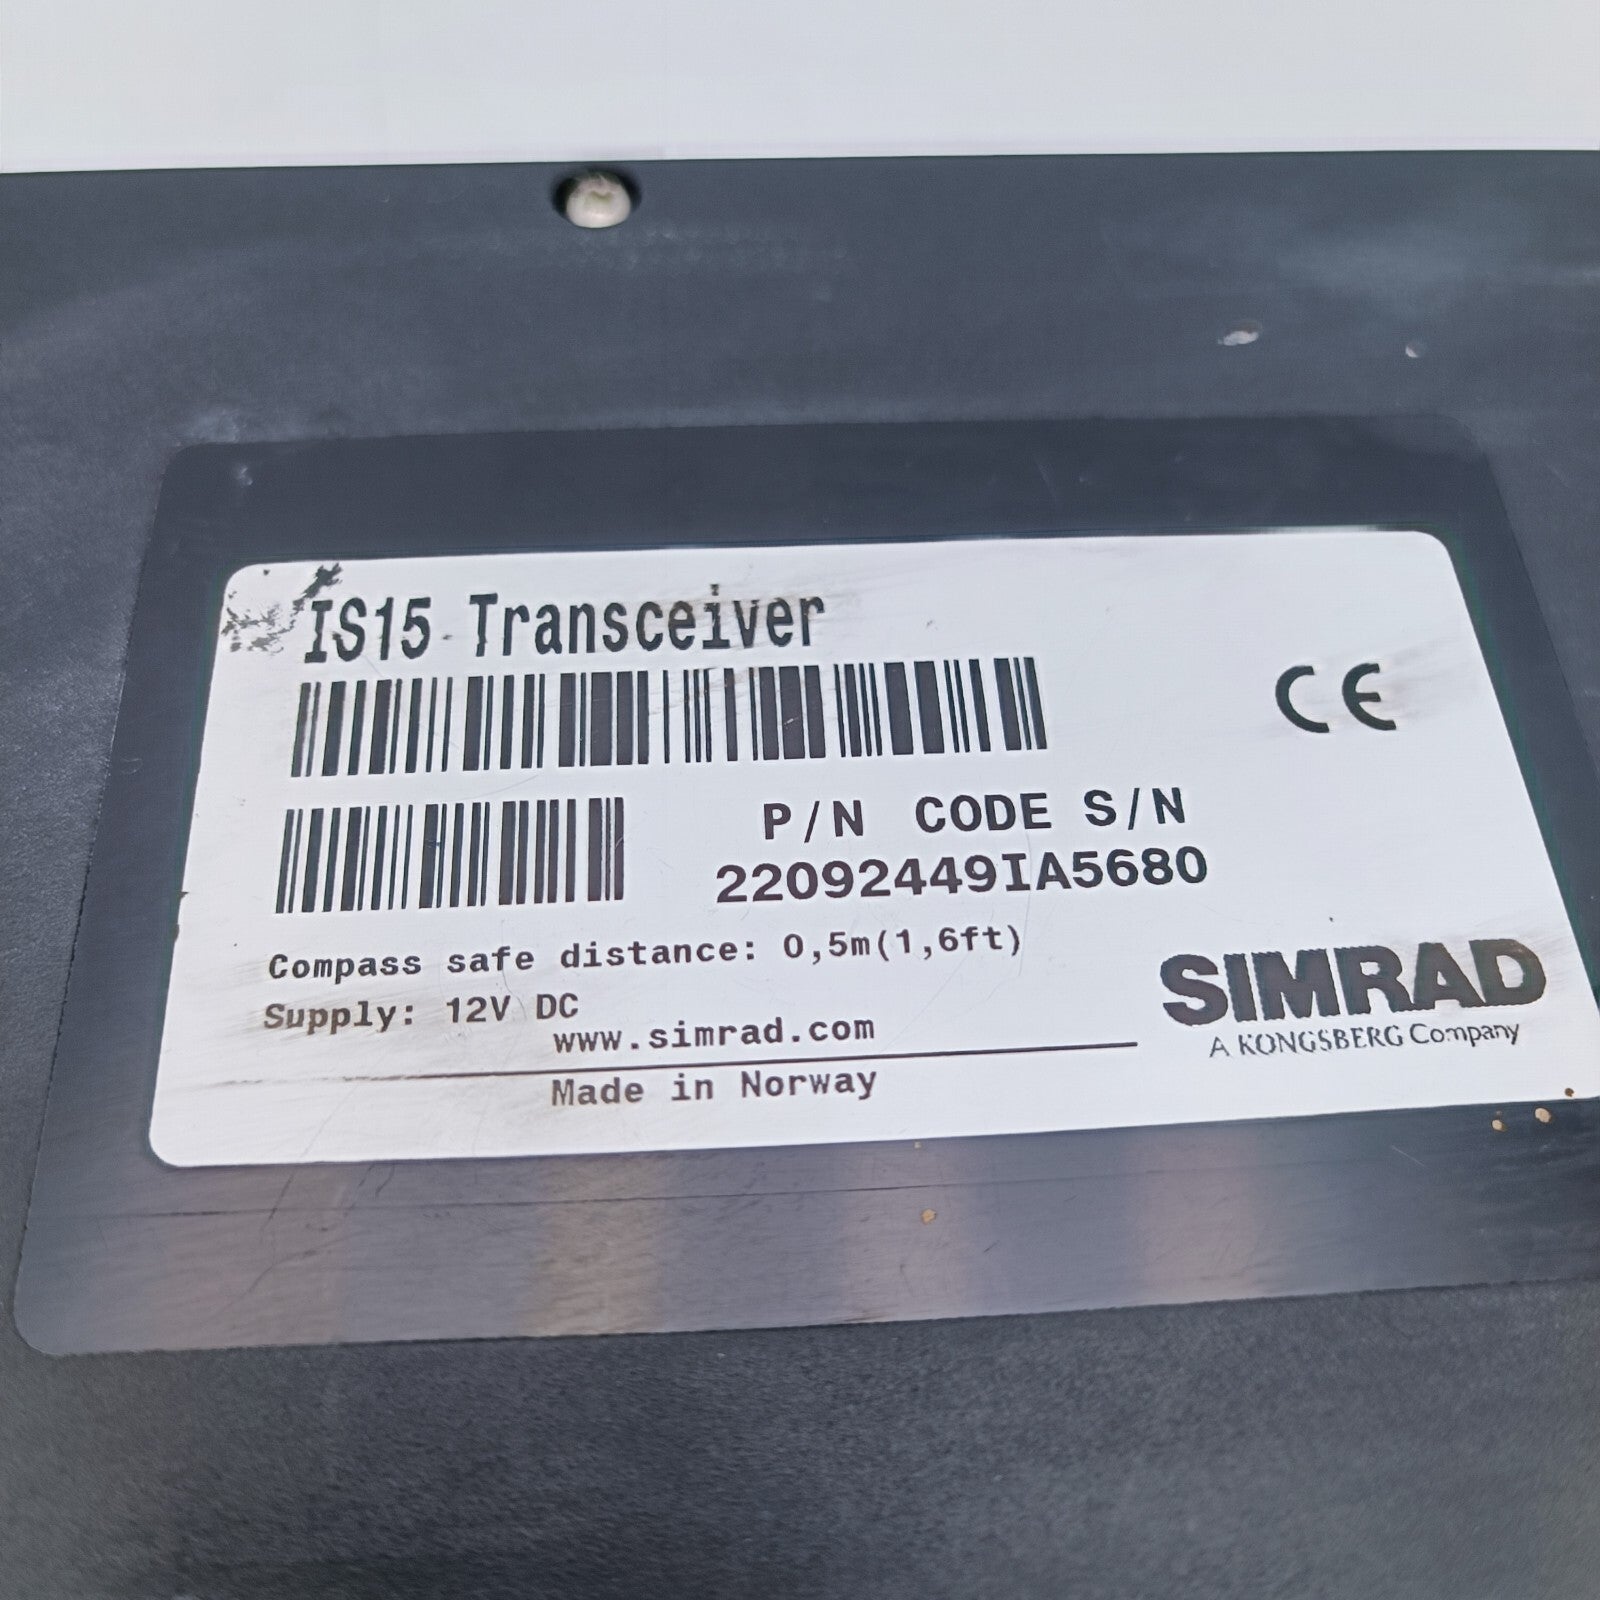 IS15 Transceiver
CE
P/N CODE S/N
22092449IA5680
Compass safe distance: 0,5m(1,6ft)
Supply: 12V DC
www.simrad.com
Made in Norway
SIMRAD
A KONGSBERG Company